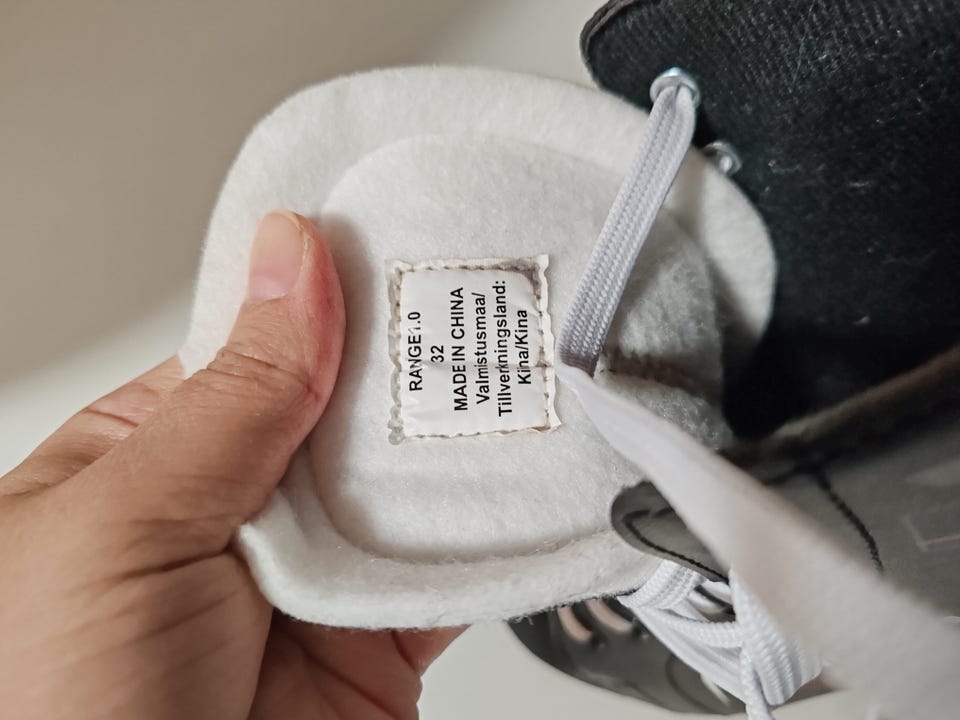 RANGE1.0
32
MADE IN CHINA
Valmistusmaa/
Tillverkningsland:
Kiina/Kina